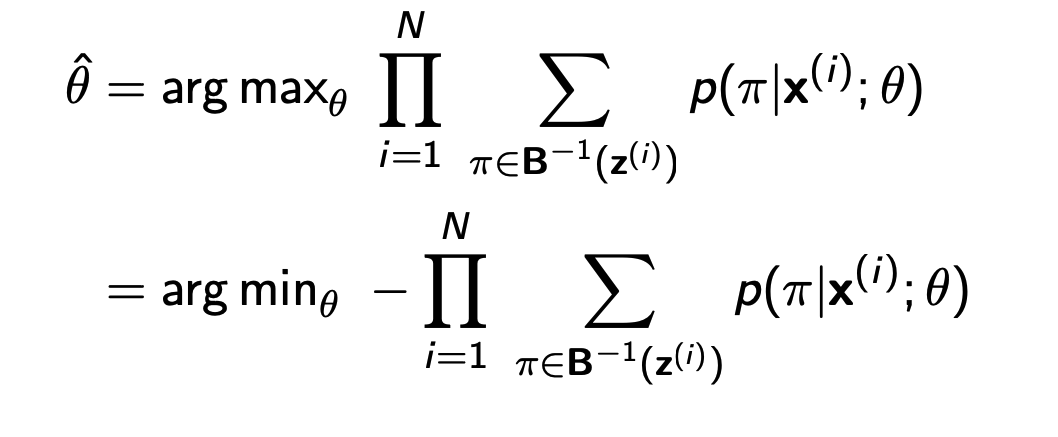 θ̂ = arg max_θ ∏_{i=1}^{N} ∑_{π∈B⁻¹(z⁽ⁱ⁾)} p(π|x⁽ⁱ⁾; θ)
= arg min_θ − ∏_{i=1}^{N} ∑_{π∈B⁻¹(z⁽ⁱ⁾)} p(π|x⁽ⁱ⁾; θ)